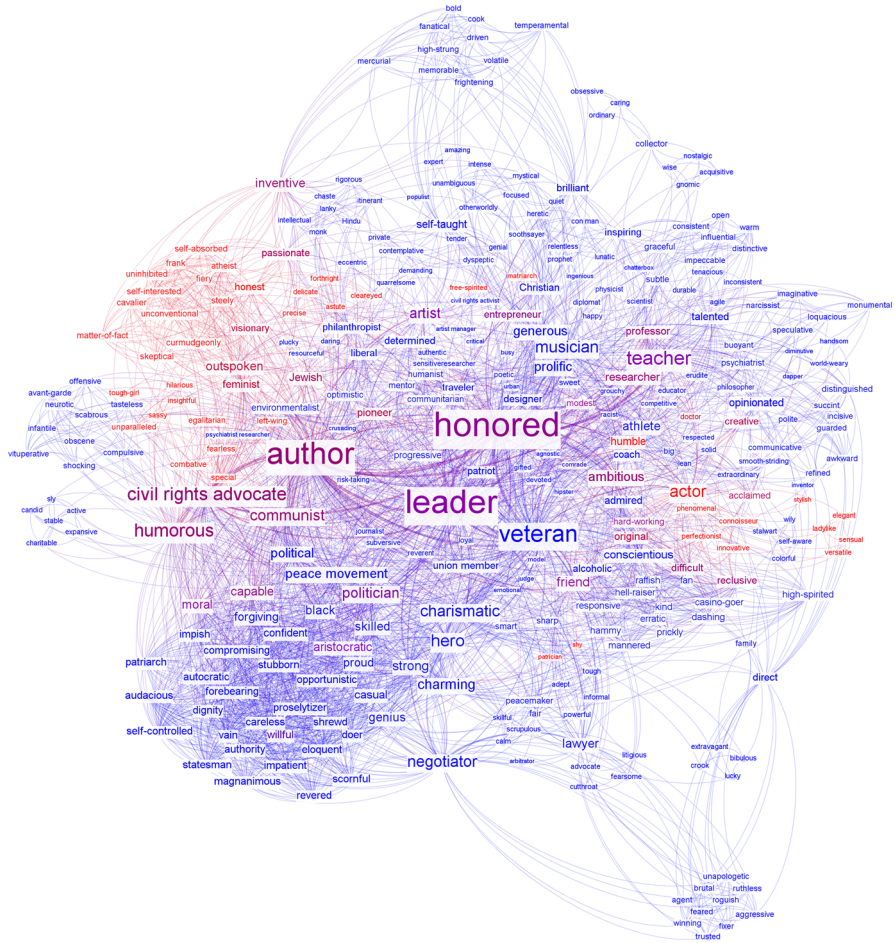 bold
cook
temperamental
fanatical
driven
high-strung
mercurial
volatile
memorable
frightening
obsessive
caring
ordinary
collector
amazing
nostalgic
expert
intense
wise
acquisitive
mystical
gnomic
inventive
rigorous
unambiguous
brilliant
chaste
itinerant
populist
focused
lanky
otherworldly
quiet
intellectual
Hindu
heretic
con man
open
monk
self-taught
soothsayer
inspiring
consistent
warm
private
tender
influential
self-absorbed
passionate
contemplative
genial
relentless
graceful
distinctive
frank
atheist
eccentric
dyspeptic
prophet
lunatic
impeccable
uninhibited
fiery
demanding
chatterbox
tenacious
forthright
quarrelsome
matriarch
ingenious
subtle
inconsistent
self-interested
honest
delicate
cleareyed
free-spirited
Christian
physicist
durable
imaginative
cavalier
steely
astute
civil rights activist
diplomat
scientist
agile
narcissist
monumental
unconventional
precise
artist
entrepreneur
happy
talented
loquacious
matter-of-fact
visionary
philanthropist
artist manager
generous
professor
speculative
curmudgeonly
plucky
daring
determined
critical
handsom
skeptical
resourceful
liberal
authentic
busy
musician
teacher
buoyant
diminutive
outspoken
sensitiveresearcher
psychiatrist
world-weary
feminist
Jewish
humanist
poetic
prolific
researcher
erudite
offensive
hilarious
mentor
traveler
urban
sweet
grouchy
educator
philosopher
dapper
distinguished
avant-garde
tough-girl
insightful
optimistic
communitarian
designer
modest
competitive
opinionated
neurotic
tasteless
sassy
environmentalist
pioneer
racist
doctor
succint
scabrous
unparalleled
egalitarian
left-wing
honored
athlete
creative
polite
incisive
infantile
psychiatrist researcher
crusading
humble
respected
guarded
obscene
fearless
author
progressive
agnostic
coach
big
solid
communicative
vituperative
compulsive
combative
patriot
gifted
comrade
lean
smooth-striding
awkward
shocking
special
risk-taking
devoted
ambitious
extraordinary
refined
sly
civil rights advocate
leader
hipster
admired
actor
acclaimed
inventor
candid
active
communist
phenomenal
stylish
stable
hard-working
connoisseur
wily
elegant
expansive
humorous
journalist
loyal
veteran
original
perfectionist
stalwart
ladylike
charitable
subversive
innovative
self-aware
sensual
political
reverent
model
conscientious
colorful
versatile
peace movement
union member
judge
alcoholic
difficult
capable
politician
emotional
friend
raffish
fan
reclusive
moral
black
charismatic
hell-raiser
high-spirited
forgiving
skilled
smart
sharp
responsive
kind
casino-goer
impish
confident
hero
hammy
erratic
dashing
compromising
aristocratic
shy
mannered
prickly
family
patriarch
stubborn
proud
strong
patrician
autocratic
opportunistic
charming
tough
direct
audacious
forebearing
casual
adept
informal
dignity
proselytizer
peacemaker
careless
shrewd
genius
skillful
fair
powerful
self-controlled
vain
willful
doer
scrupulous
authority
eloquent
calm
lawyer
extravagant
statesman
impatient
negotiator
arbitrator
advocate
litigious
bibulous
magnanimous
scornful
fearsome
crook
lucky
revered
cutthroat
unapologetic
brutal
ruthless
agent
roguish
feared
aggressive
winning
fixer
trusted